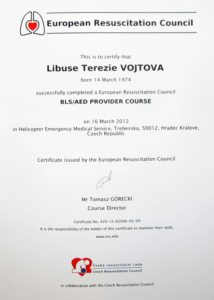 European Resuscitation Council
This is to certify that
Libuse Terezie VOJTOVA
born 14 March 1974
successfully completed a European Resuscitation Council
BLS/AED PROVIDER COURSE
on 16 March 2012
in Helicopter Emergency Medical Service, Trebesska, 50012, Hradec Kralove,
Czech Republic
Certificate issued by the European Resuscitation Council
Mr Tomasz GÓRECKI
Course Director
It is the responsibility of the holder of this certificate to maintain their skills
www.erc.edu
Česká resuscitační rada
Czech Resuscitation Council
In collaboration with the Czech Resuscitation Council